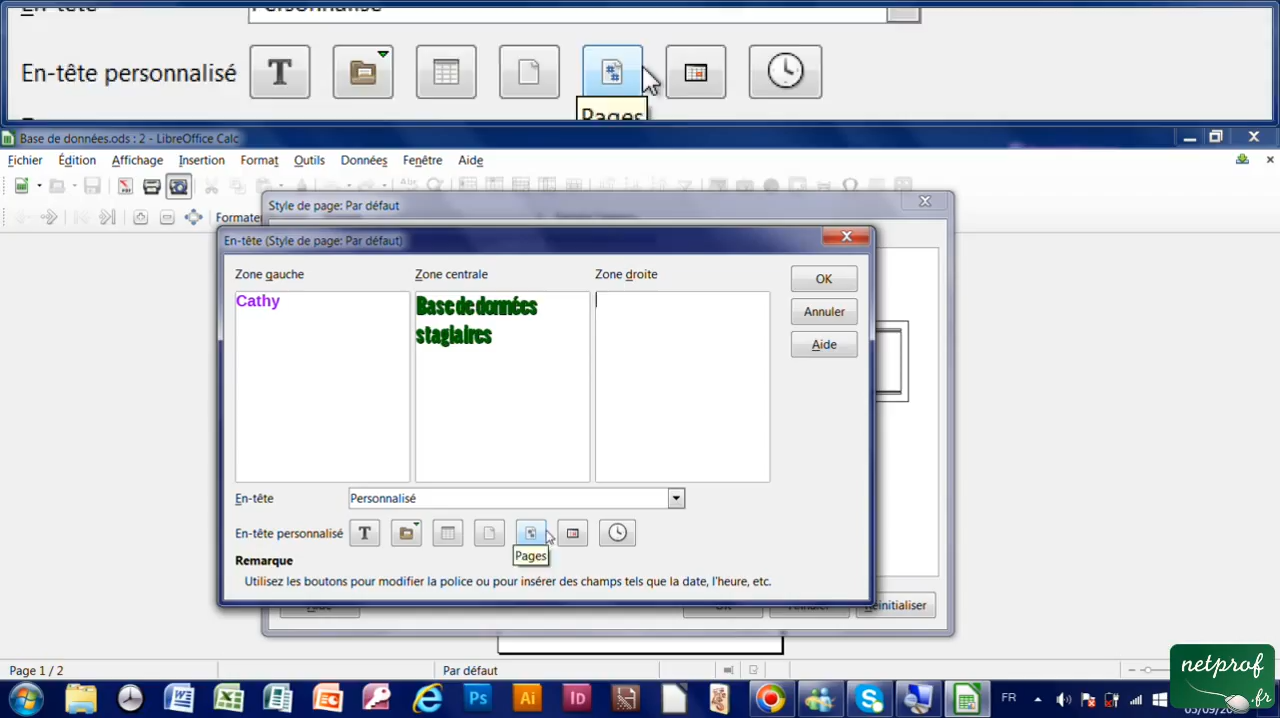 En-tête personnalisé T
Pages
Base de données.ods : 2 - LibreOffice Calc
Fichier Édition Affichage Insertion Format Outils Données Fenêtre Aide
Style de page: Par défaut
En-tête (Style de page: Par défaut)
Zone gauche Zone centrale Zone droite OK
Cathy Base de données
stagiaires
Annuler
Aide
En-tête Personnalisé
En-tête personnalisé T
Pages
Remarque
Utilisez les boutons pour modifier la police ou pour insérer des champs tels que la date, l'heure, etc.
Page 1 / 2 Par défaut
Ps Ai Id FR
netprof
.fr